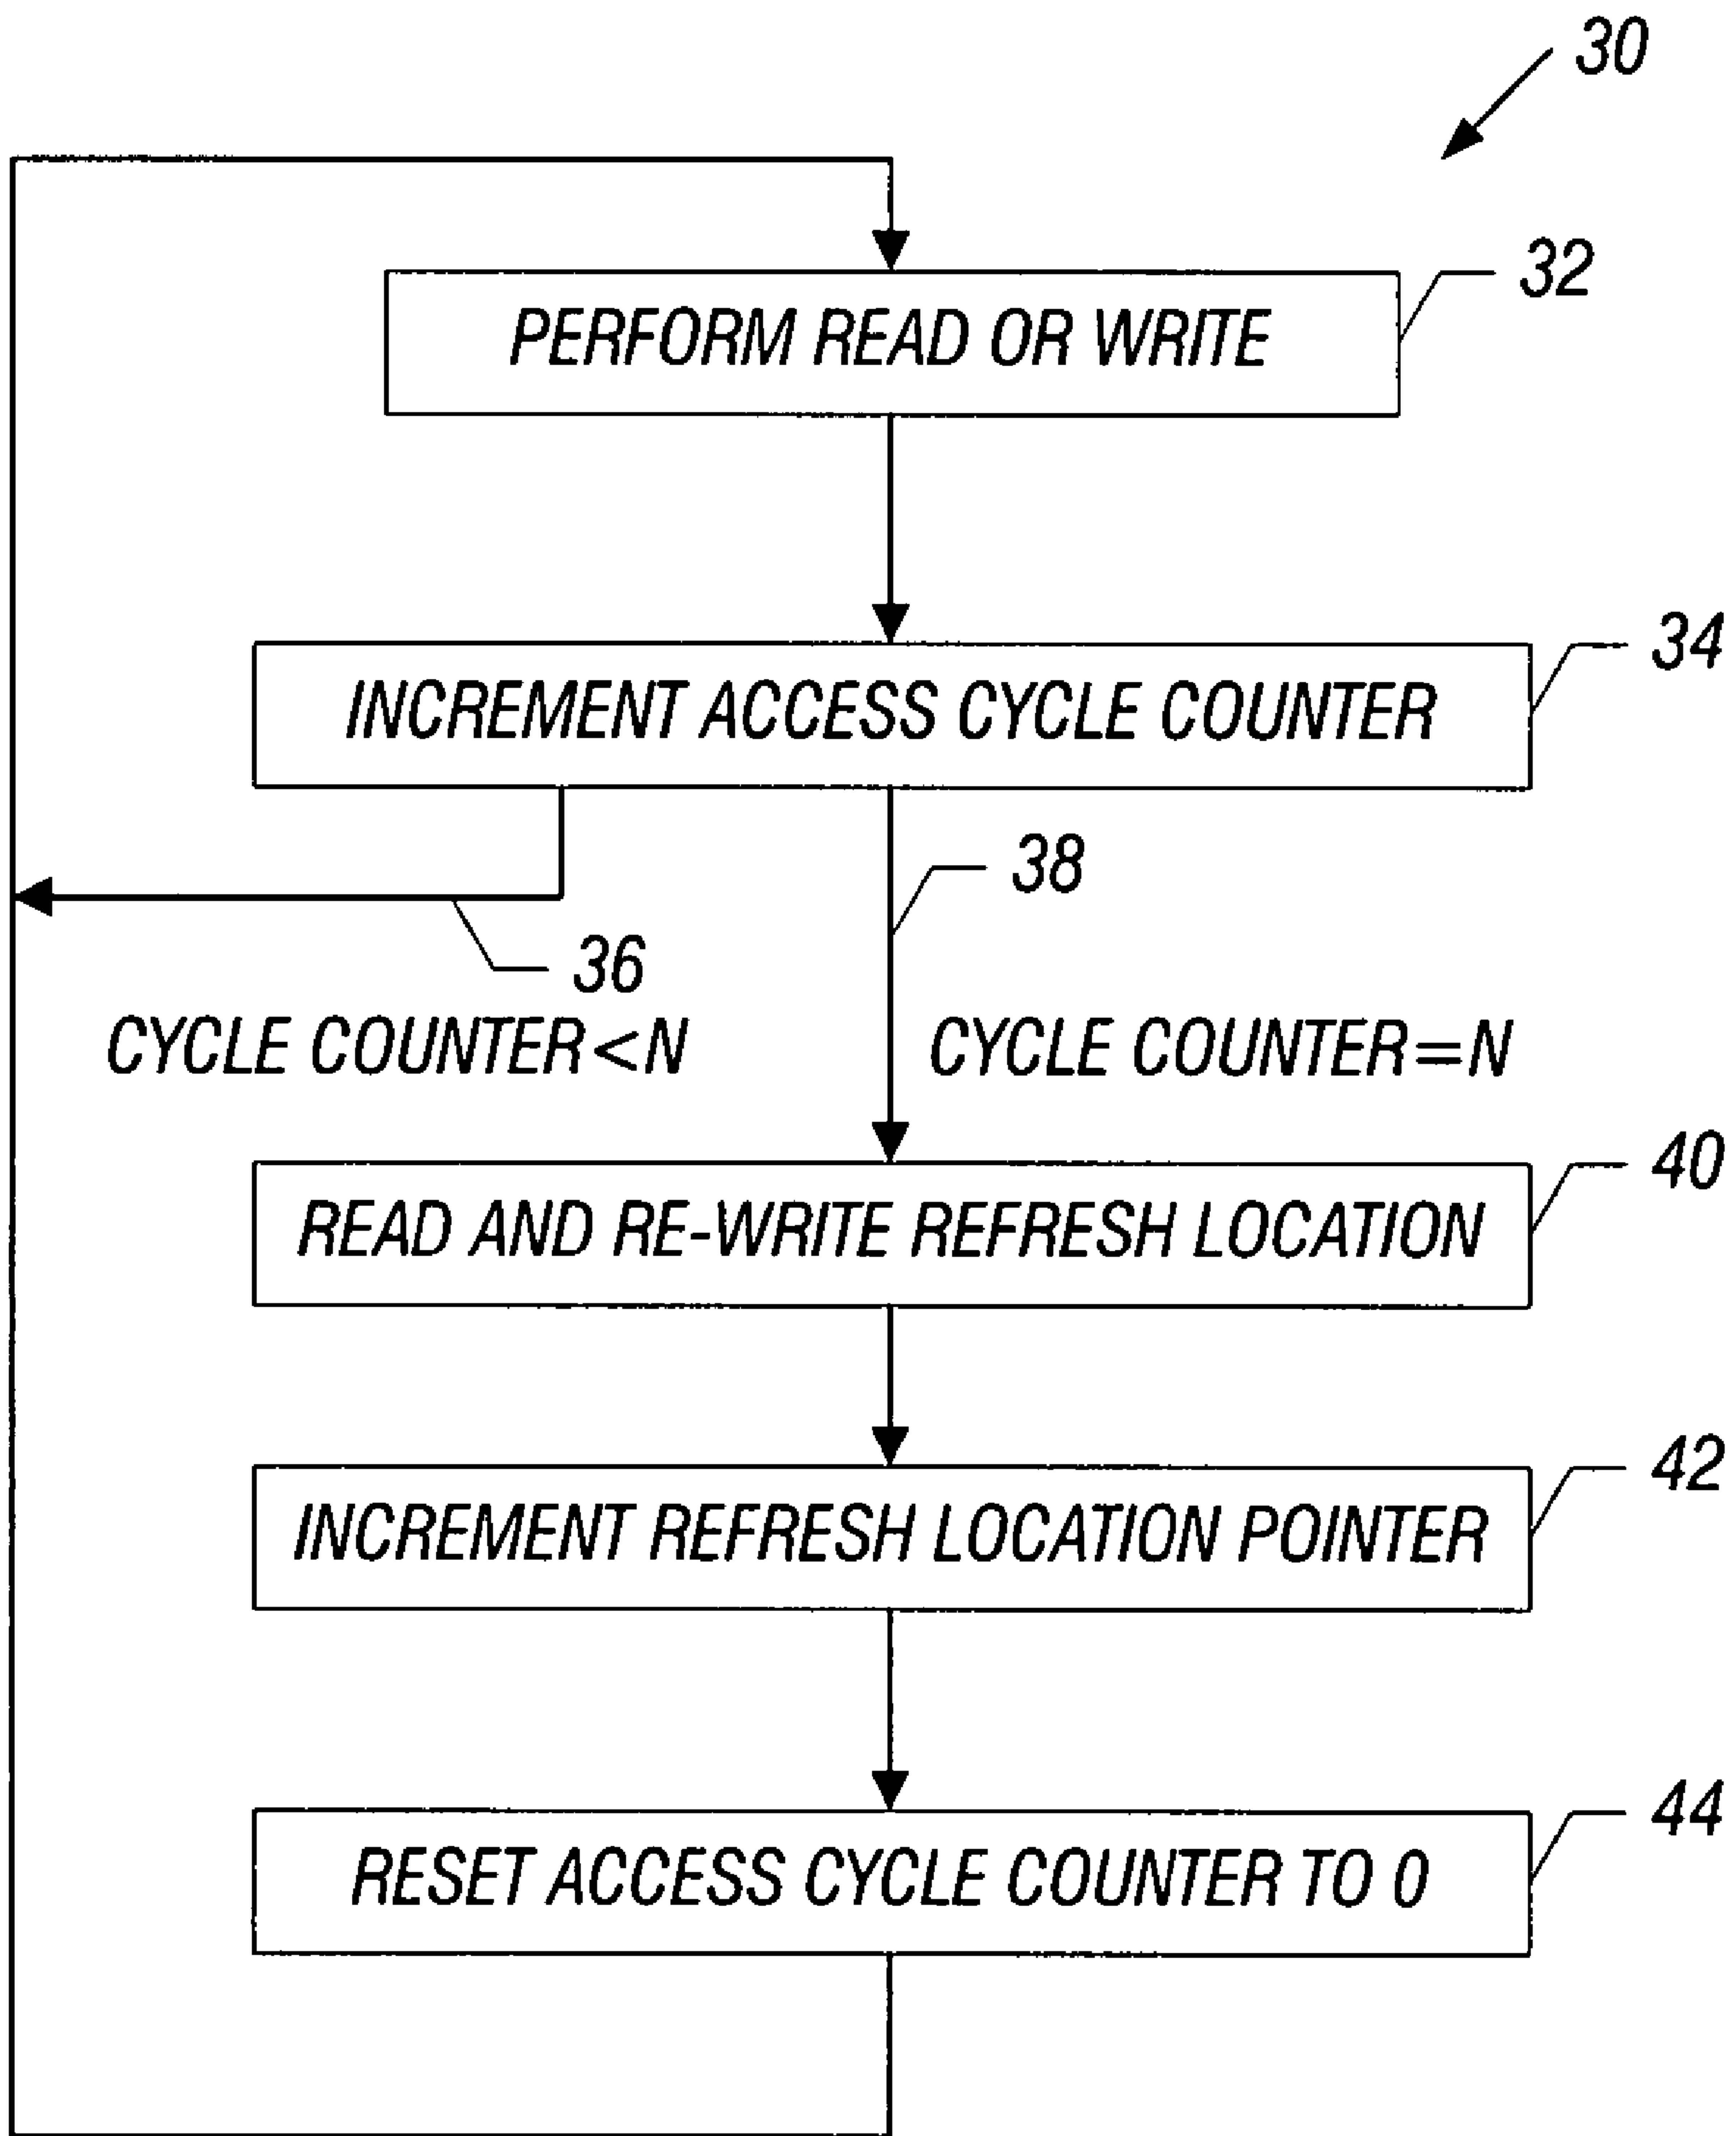 30
PERFORM READ OR WRITE
32
INCREMENT ACCESS CYCLE COUNTER
34
38
36
CYCLE COUNTER<N
CYCLE COUNTER=N
READ AND RE-WRITE REFRESH LOCATION
40
INCREMENT REFRESH LOCATION POINTER
42
RESET ACCESS CYCLE COUNTER TO 0
44